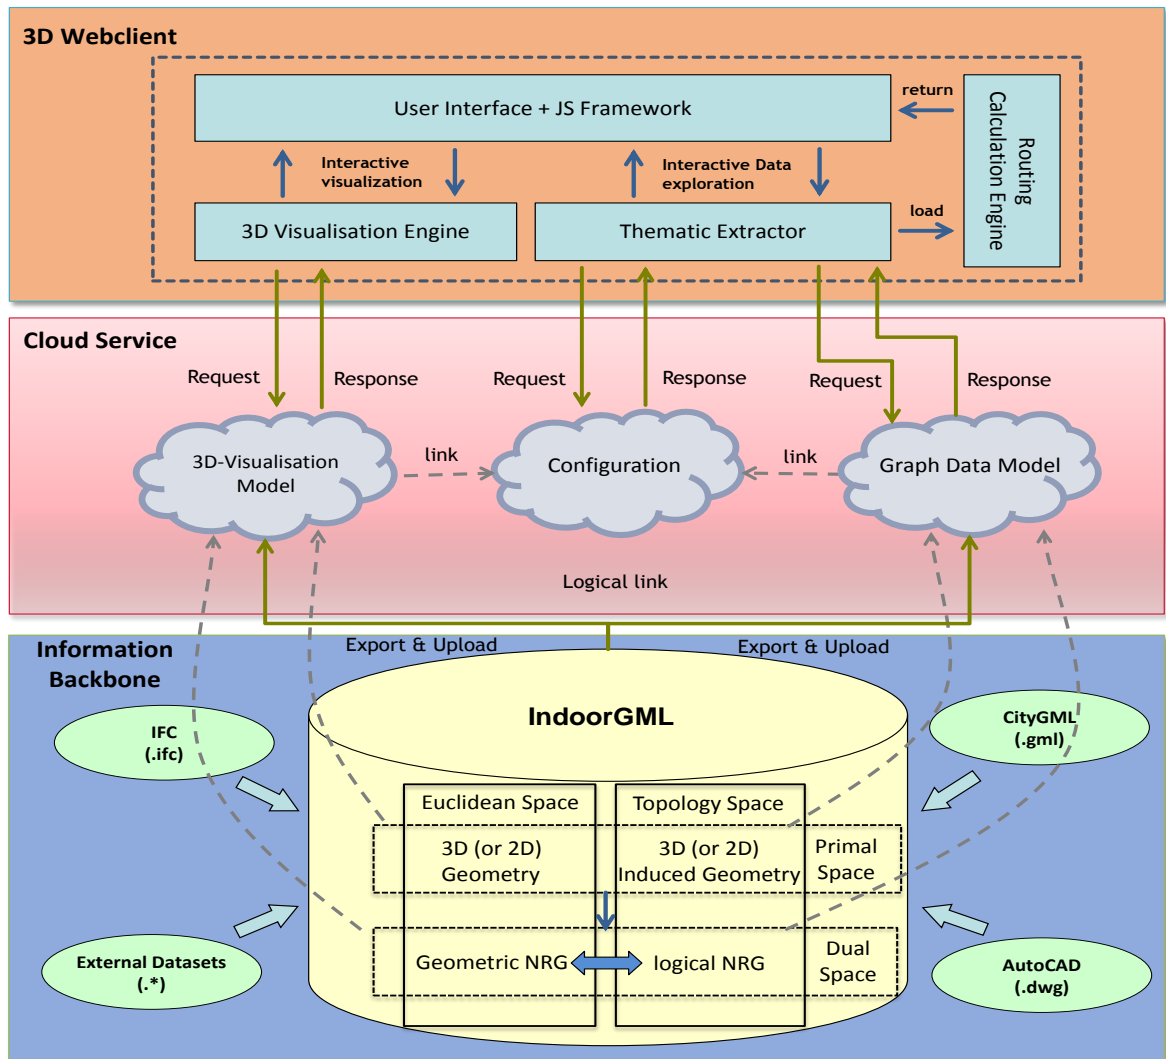 3D Webclient
User Interface + JS Framework
return
Routing
Calculation Engine
Interactive
visualization
Interactive Data
exploration
3D Visualisation Engine
Thematic Extractor
load
Cloud Service
Request
Response
Request
Response
Request
Response
3D-Visualisation
Model
link
Configuration
link
Graph Data Model
Logical link
Information
Backbone
Export & Upload
Export & Upload
IndoorGML
IFC
(.ifc)
CityGML
(.gml)
Euclidean Space
Topology Space
3D (or 2D)
Geometry
3D (or 2D)
Induced Geometry
Primal
Space
Geometric NRG
logical NRG
Dual
Space
External Datasets
(.*)
AutoCAD
(.dwg)